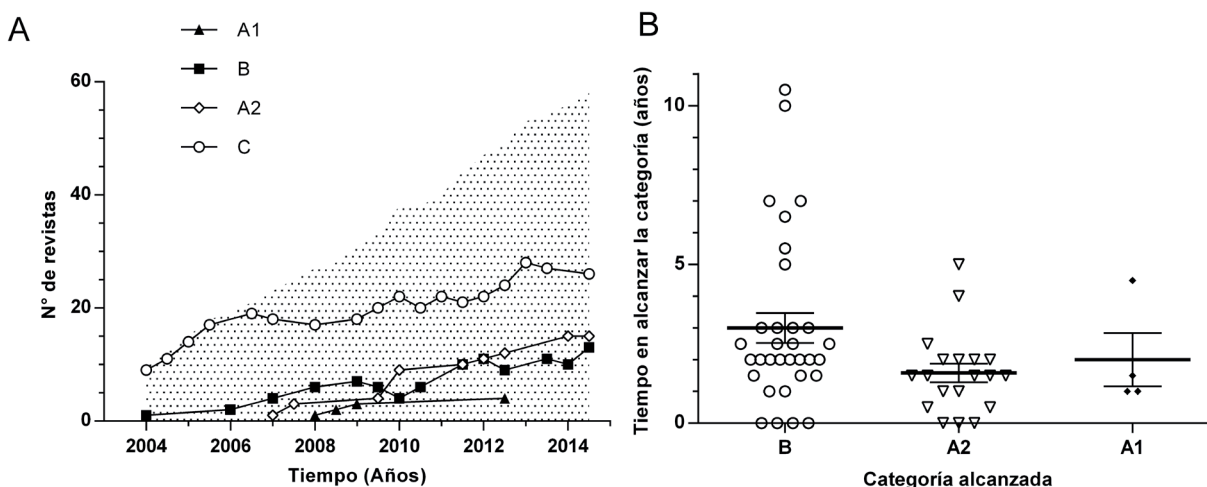 A
A1
B
A2
C
N° de revistas
60
40
20
0
2004 2006 2008 2010 2012 2014
Tiempo (Años)
B
Tiempo en alcanzar la categoría (años)
10
5
0
B A2 A1
Categoría alcanzada